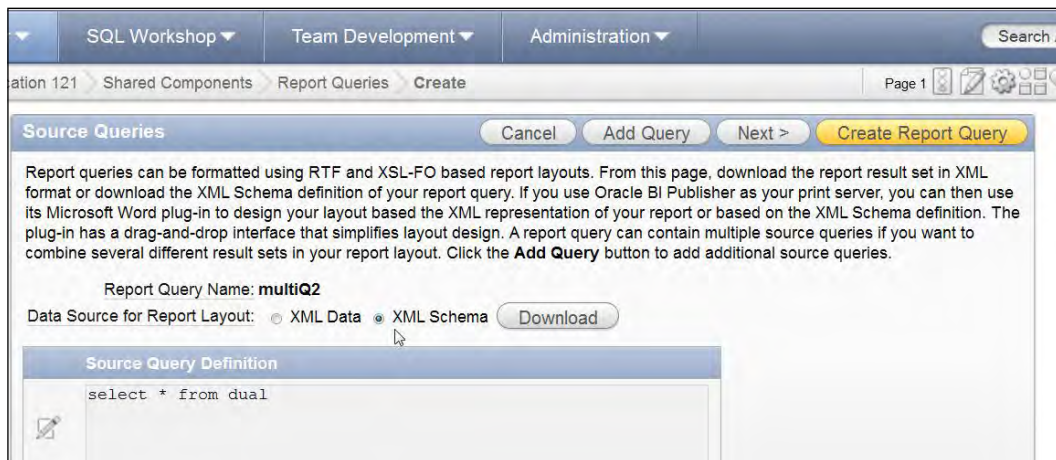 SQL Workshop Team Development Administration Search
ation 121 Shared Components Report Queries Create Page 1
Source Queries Cancel Add Query Next > Create Report Query
Report queries can be formatted using RTF and XSL-FO based report layouts. From this page, download the report result set in XML
format or download the XML Schema definition of your report query. If you use Oracle BI Publisher as your print server, you can then use
its Microsoft Word plug-in to design your layout based the XML representation of your report or based on the XML Schema definition. The
plug-in has a drag-and-drop interface that simplifies layout design. A report query can contain multiple source queries if you want to
combine several different result sets in your report layout. Click the Add Query button to add additional source queries.
Report Query Name: multiQ2
Data Source for Report Layout: XML Data XML Schema Download
Source Query Definition
select * from dual